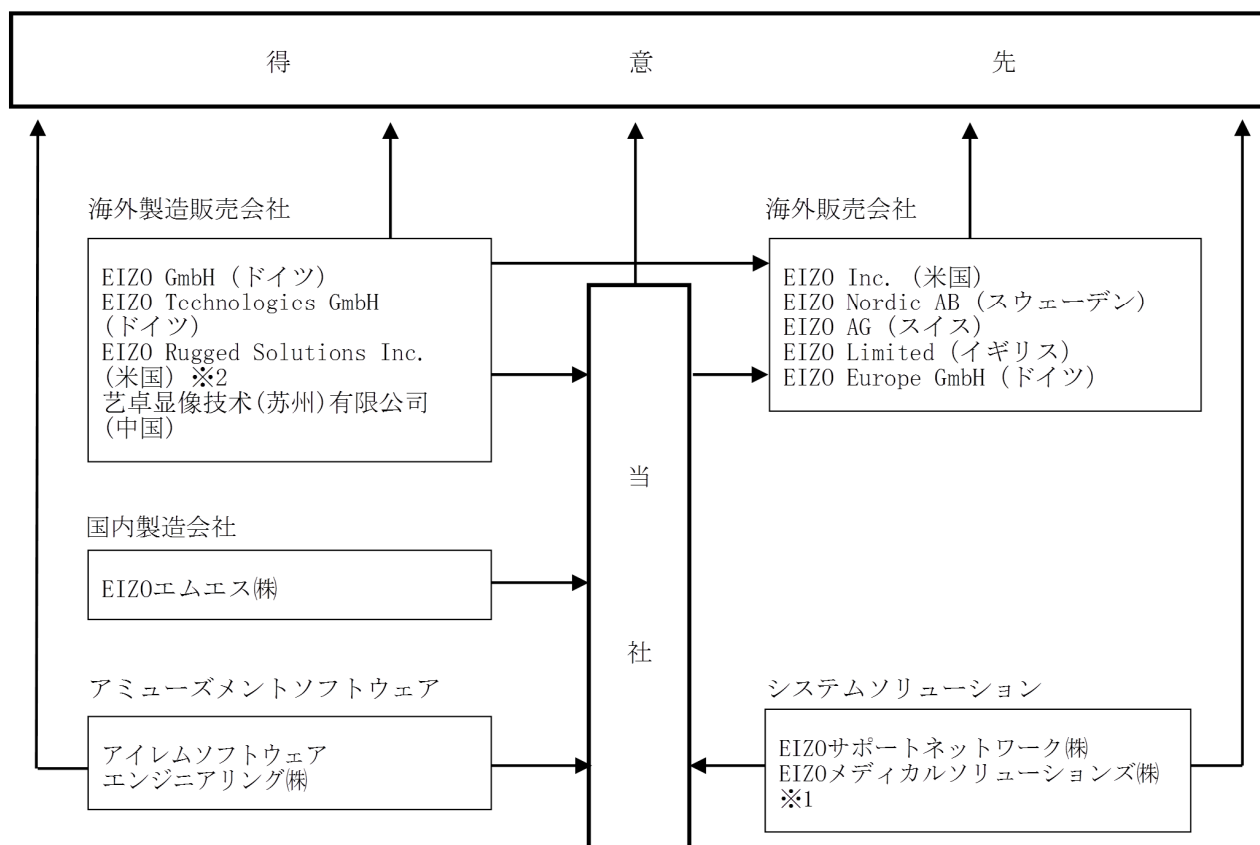 得意先
海外製造販売会社
EIZO GmbH (ドイツ)
EIZO Technologies GmbH
(ドイツ)
EIZO Rugged Solutions Inc.
(米国) ※2
艺卓显像技术(苏州)有限公司
(中国)
海外販売会社
EIZO Inc. (米国)
EIZO Nordic AB (スウェーデン)
EIZO AG (スイス)
EIZO Limited (イギリス)
EIZO Europe GmbH (ドイツ)
当社
国内製造会社
EIZOエムエス㈱
アミューズメントソフトウェア
アイレムソフトウェア
エンジニアリング㈱
システムソリューション
EIZOサポートネットワーク㈱
EIZOメディカルソリューションズ㈱
※1